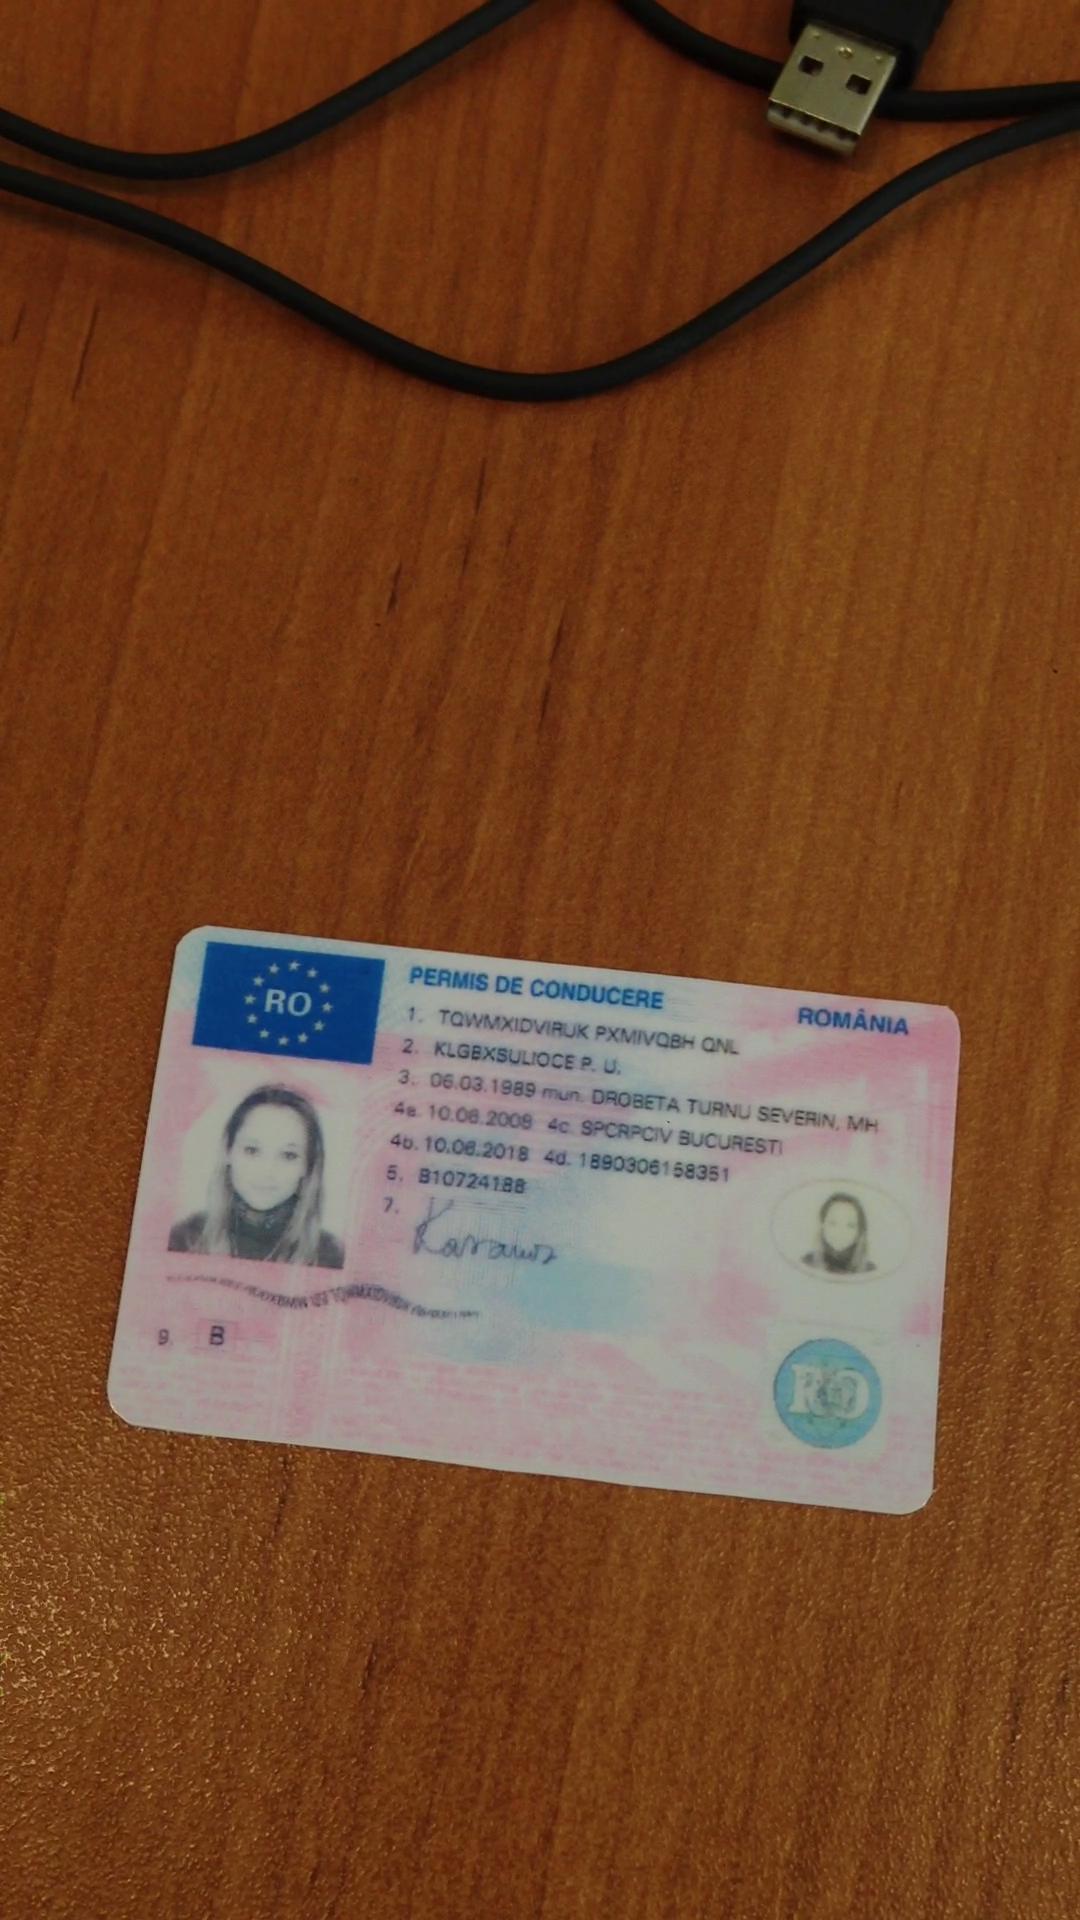 RO
PERMIS DE CONDUCERE
ROMÂNIA
1. TQWMXIDVIRUK PXMIVQBH QNL
2. KLGBXSULIOCE P. U.
3. 06.03.1989 mun. DROBETA TURNU SEVERIN, MH
4a. 10.06.2008 4c. SPCRPCIV BUCURESTI
4b. 10.06.2018 4d. 1890306158351
5. B10724188
7.
9. B
RO